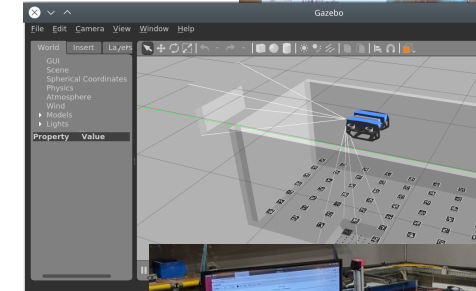 Gazebo
File Edit Camera View Window Help
World Insert Layers
GUI
Scene
Spherical Coordinates
Physics
Atmosphere
Wind
Models
Lights
Property Value